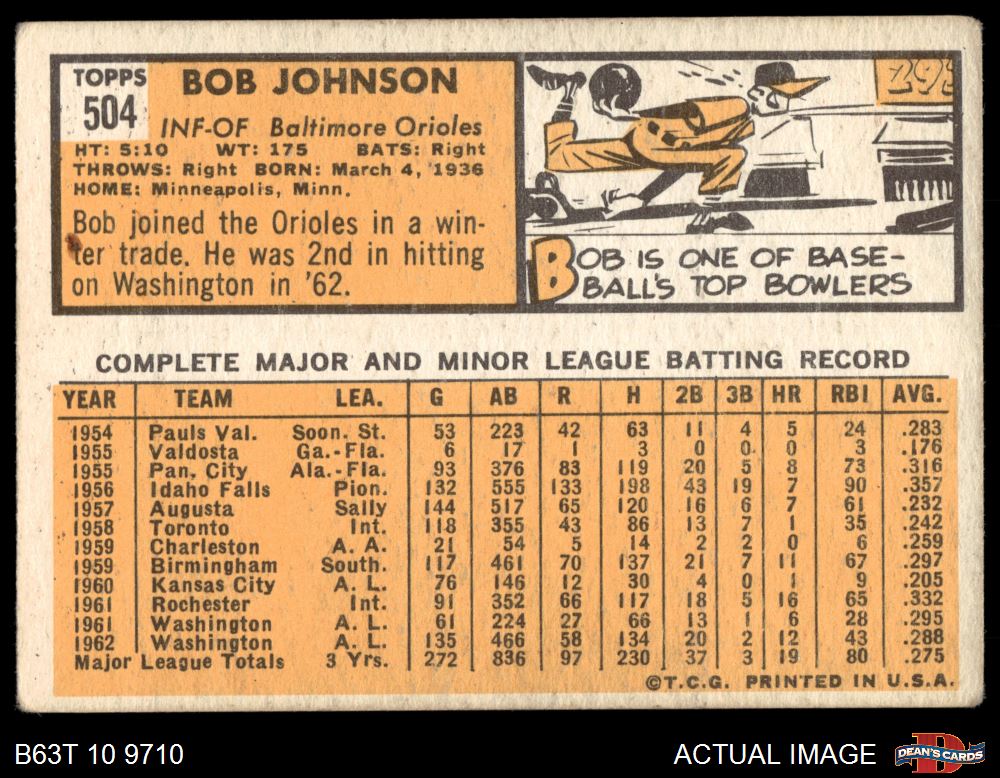 TOPPS
504
BOB JOHNSON
INF-OF Baltimore Orioles
HT: 5:10 WT: 175 BATS: Right
THROWS: Right BORN: March 4, 1936
HOME: Minneapolis, Minn.
Bob joined the Orioles in a win-
ter trade. He was 2nd in hitting
on Washington in '62.
295
BOB IS ONE OF BASE-
BALL'S TOP BOWLERS
COMPLETE MAJOR AND MINOR LEAGUE BATTING RECORD
YEAR TEAM LEA. G AB R H 2B 3B HR RBI AVG.
1954 Pauls Val. Soon. St. 53 223 42 63 11 4 5 24 .283
1955 Valdosta Ga.-Fla. 6 17 1 3 0 0 0 3 .176
1955 Pan. City Ala.-Fla. 93 376 83 119 20 5 8 73 .316
1956 Idaho Falls Pion. 132 555 133 198 43 19 7 90 .357
1957 Augusta Sally 144 517 65 120 16 6 7 61 .232
1958 Toronto Int. 118 355 43 86 13 7 1 35 .242
1959 Charleston A. A. 21 54 5 14 2 2 0 6 .259
1959 Birmingham South. 117 461 70 137 21 7 11 67 .297
1960 Kansas City A. L. 76 146 12 30 4 0 1 9 .205
1961 Rochester Int. 91 352 66 117 18 5 16 65 .332
1961 Washington A. L. 61 224 27 66 13 1 6 28 .295
1962 Washington A. L. 135 466 58 134 20 2 12 43 .288
Major League Totals 3 Yrs. 272 836 97 230 37 3 19 80 .275
©T.C.G. PRINTED IN U.S.A.
B63T 10 9710
ACTUAL IMAGE
DEAN'S CARDS